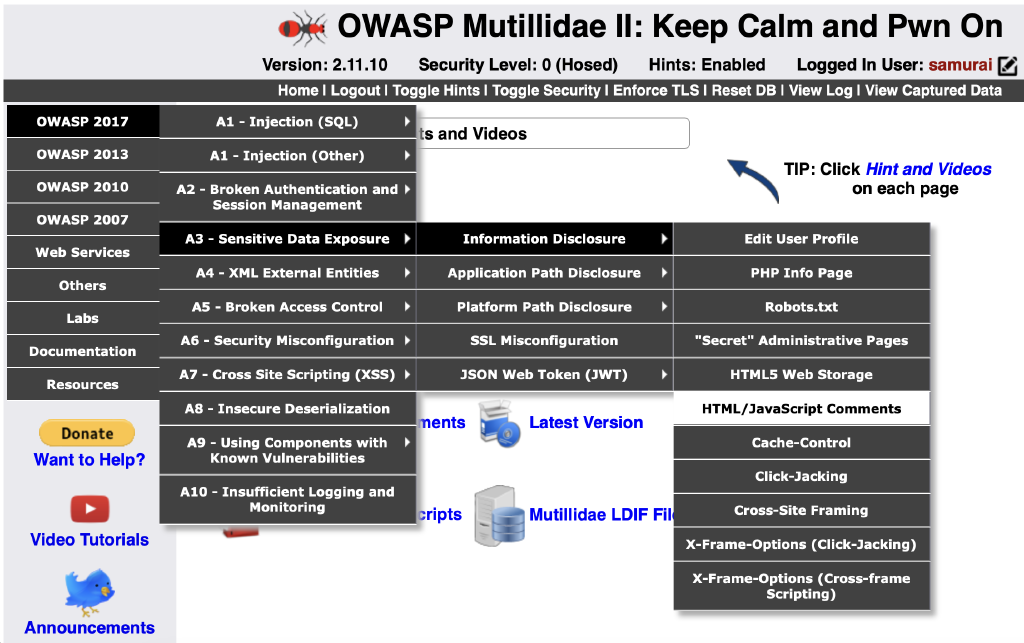 OWASP Mutillidae II: Keep Calm and Pwn On
Version: 2.11.10 Security Level: 0 (Hosed) Hints: Enabled Logged In User: samurai
Home | Logout | Toggle Hints | Toggle Security | Enforce TLS | Reset DB | View Log | View Captured Data
OWASP 2017
OWASP 2013
OWASP 2010
OWASP 2007
Web Services
Others
Labs
Documentation
Resources
A1 - Injection (SQL)
A1 - Injection (Other)
A2 - Broken Authentication and
Session Management
A3 - Sensitive Data Exposure
A4 - XML External Entities
A5 - Broken Access Control
A6 - Security Misconfiguration
A7 - Cross Site Scripting (XSS)
A8 - Insecure Deserialization
A9 - Using Components with
Known Vulnerabilities
A10 - Insufficient Logging and
Monitoring
Information Disclosure
Application Path Disclosure
Platform Path Disclosure
SSL Misconfiguration
JSON Web Token (JWT)
Edit User Profile
PHP Info Page
Robots.txt
"Secret" Administrative Pages
HTML5 Web Storage
HTML/JavaScript Comments
Cache-Control
Click-Jacking
Cross-Site Framing
X-Frame-Options (Click-Jacking)
X-Frame-Options (Cross-frame
Scripting)
ts and Videos
TIP: Click Hint and Videos
on each page
ments
Latest Version
cripts
Mutillidae LDIF File
Donate
Want to Help?
Video Tutorials
Announcements